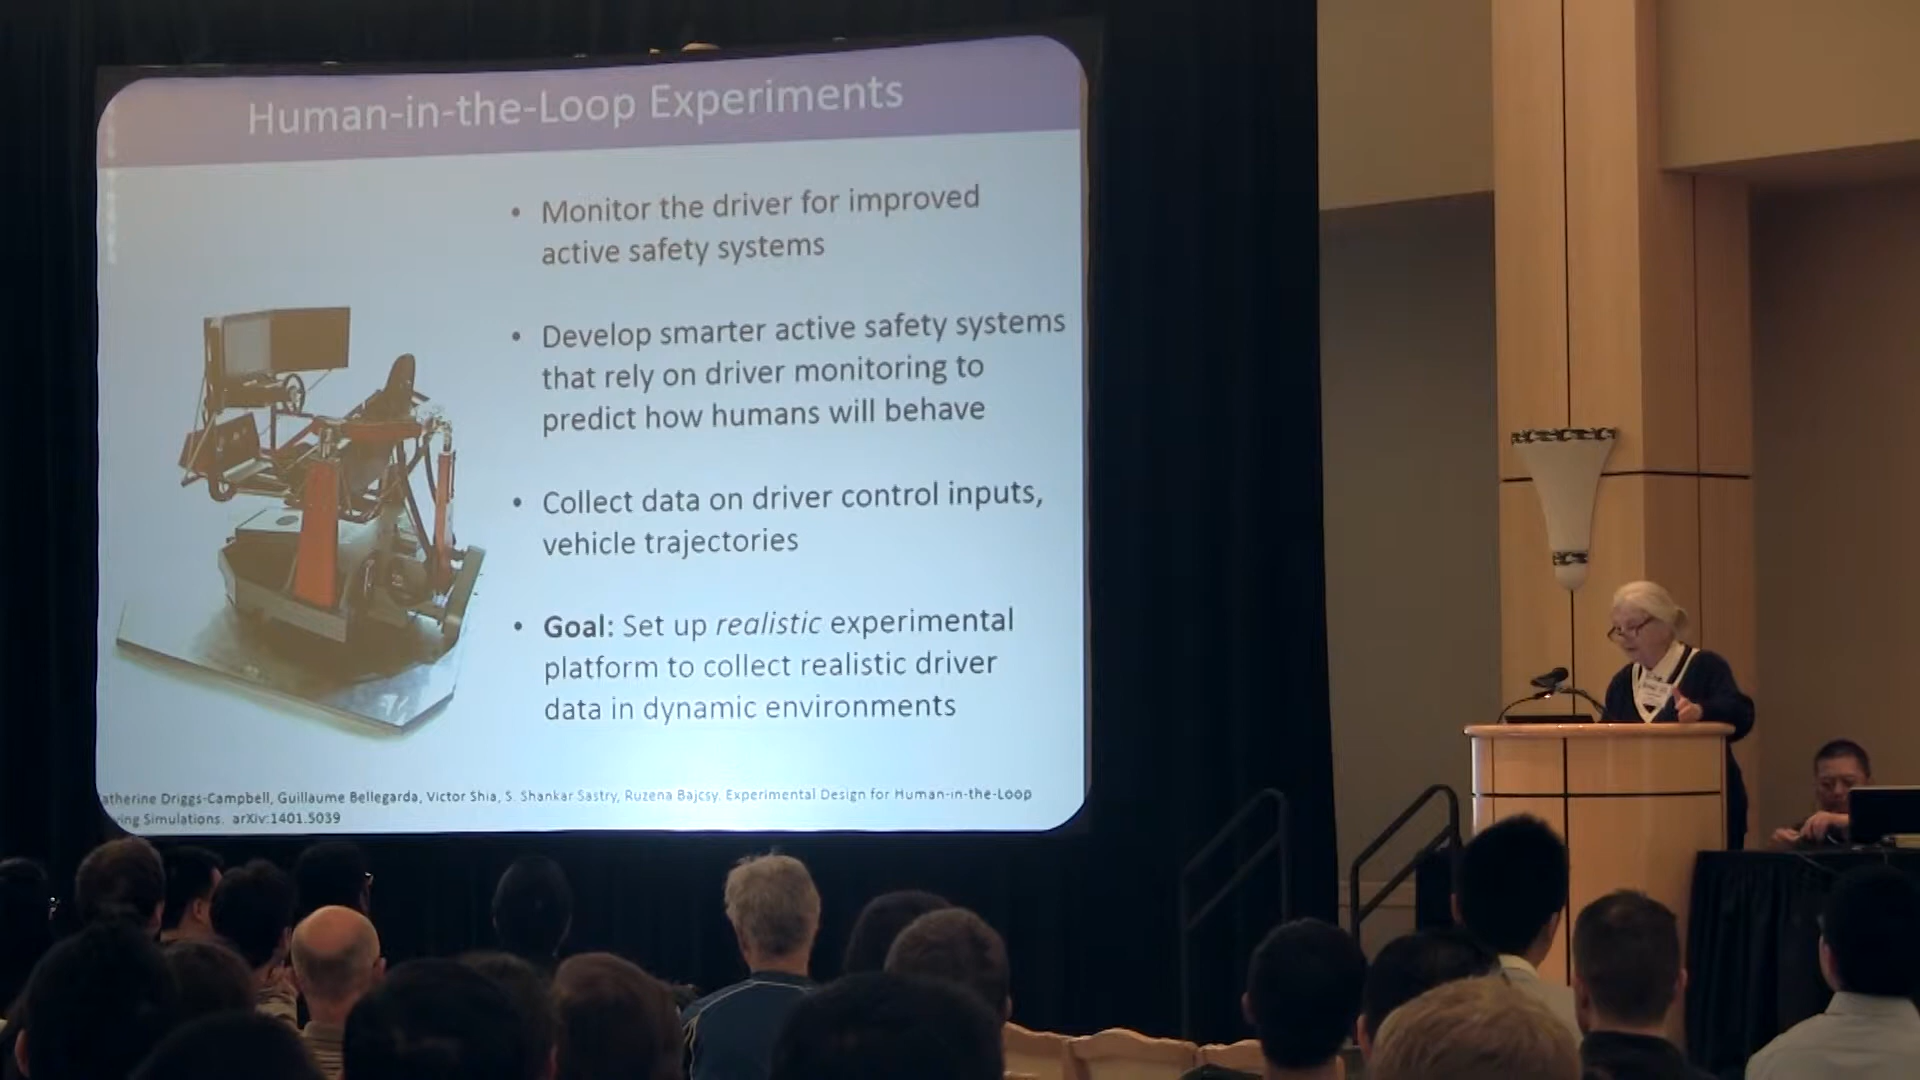 Human-in-the-Loop Experiments
• Monitor the driver for improved
active safety systems
• Develop smarter active safety systems
that rely on driver monitoring to
predict how humans will behave
• Collect data on driver control inputs,
vehicle trajectories
• Goal: Set up realistic experimental
platform to collect realistic driver
data in dynamic environments
atherine Driggs-Campbell, Guillaume Bellegarda, Victor Shia, S. Shankar Sastry, Ruzena Bajcsy. Experimental Design for Human-in-the-Loop
ing Simulations. arXiv:1401.5039